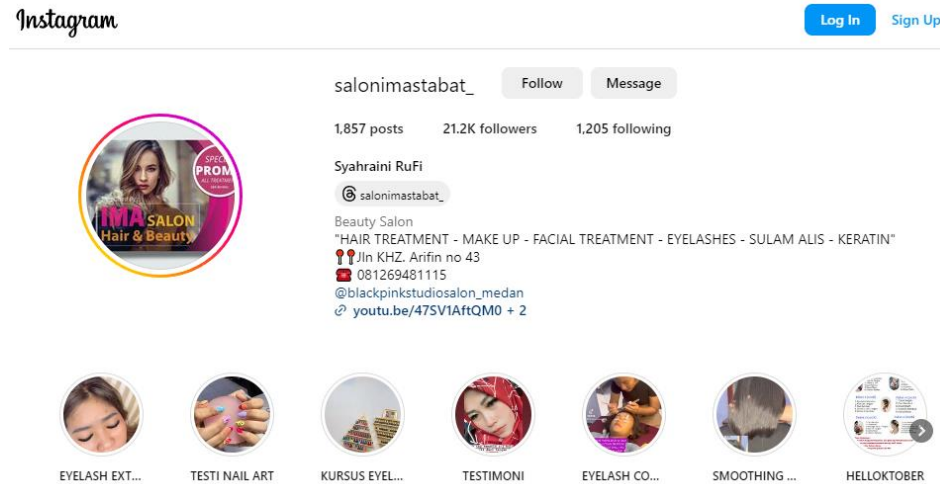 Instagram
Log In
Sign Up
salonimastabat_
Follow
Message
1,857 posts
21.2K followers
1,205 following
Syahraini RuFi
salonimastabat_
Beauty Salon
"HAIR TREATMENT - MAKE UP - FACIAL TREATMENT - EYELASHES - SULAM ALIS - KERATIN"
📍📍Jln KHZ. Arifin no 43
☎️ 081269481115
@blackpinkstudiosalon_medan
youtu.be/47SV1AftQM0 + 2
PROM
IMA SALON
Hair & Beauty
EYELASH EXT...
TESTI NAIL ART
KURSUS EYEL...
TESTIMONI
EYELASH CO...
SMOOTHING ...
HELLOKTOBER